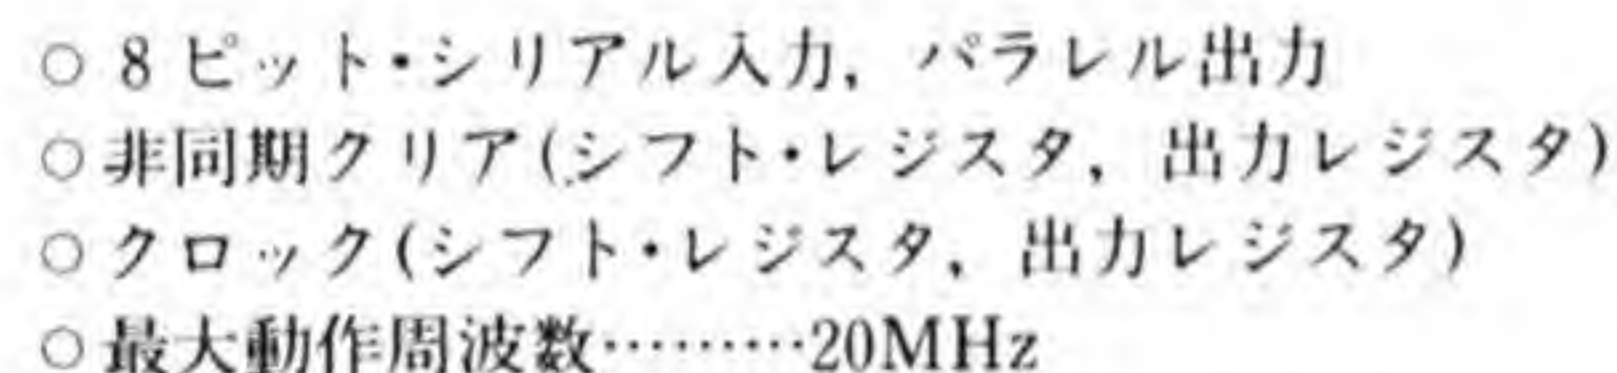 ○ 8 ビット・シリアル入力, パラレル出力
○ 非同期クリア(シフト・レジスタ, 出力レジスタ)
○ クロック(シフト・レジスタ, 出力レジスタ)
○ 最大動作周波数………20MHz